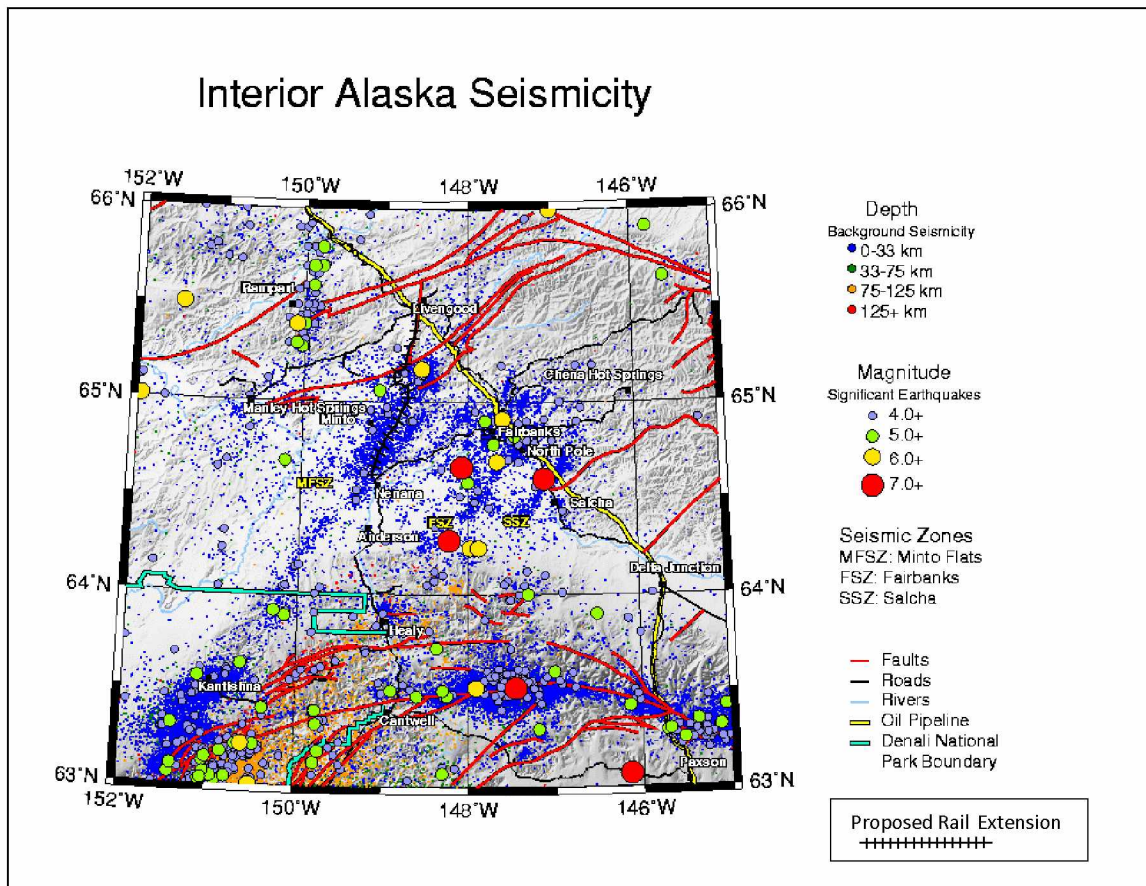 Interior Alaska Seismicity
152°W
150°W
148°W
146°W
66°N
66°N
65°N
65°N
64°N
64°N
63°N
63°N
152°W
150°W
148°W
146°W
Rampart
Livengood
Chena Hot Springs
Manley Hot Springs
Minto
Fairbanks
North Pole
MFSZ
Nenana
Salcha
FSZ
SSZ
Anderson
Delta Junction
Healy
Kantishna
Cantwell
Paxson
Depth
Background Seismicity
0-33 km
33-75 km
75-125 km
125+ km
Magnitude
Significant Earthquakes
4.0+
5.0+
6.0+
7.0+
Seismic Zones
MFSZ: Minto Flats
FSZ: Fairbanks
SSZ: Salcha
Faults
Roads
Rivers
Oil Pipeline
Denali National
Park Boundary
Proposed Rail Extension